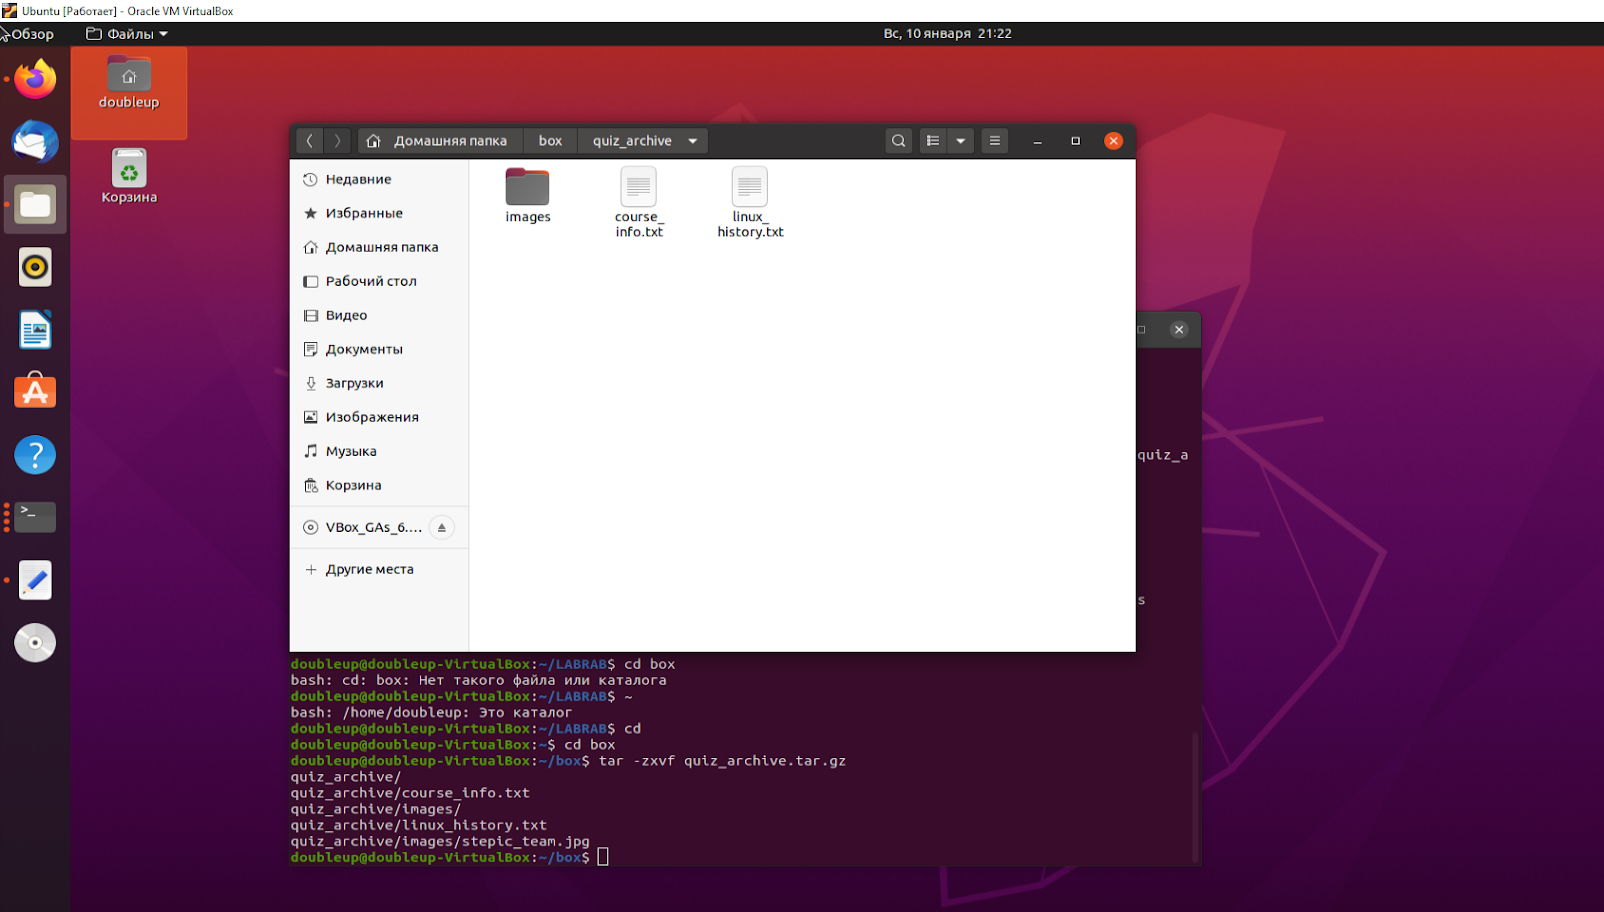 Ubuntu [Работает] - Oracle VM VirtualBox
Обзор
Файлы
Вс, 10 января 21:22
doubleup
Корзина
Домашняя папка
box
quiz_archive
Недавние
Избранные
Домашняя папка
Рабочий стол
Видео
Документы
Загрузки
Изображения
Музыка
Корзина
VBox_GAs_6....
Другие места
images
course_
info.txt
linux_
history.txt
quiz_a
s
doubleup@doubleup-VirtualBox:~/LABRAB$ cd box
bash: cd: box: Нет такого файла или каталога
doubleup@doubleup-VirtualBox:~/LABRAB$ ~
bash: /home/doubleup: Это каталог
doubleup@doubleup-VirtualBox:~/LABRAB$ cd
doubleup@doubleup-VirtualBox:~$ cd box
doubleup@doubleup-VirtualBox:~/box$ tar -zxvf quiz_archive.tar.gz
quiz_archive/
quiz_archive/course_info.txt
quiz_archive/images/
quiz_archive/linux_history.txt
quiz_archive/images/stepic_team.jpg
doubleup@doubleup-VirtualBox:~/box$